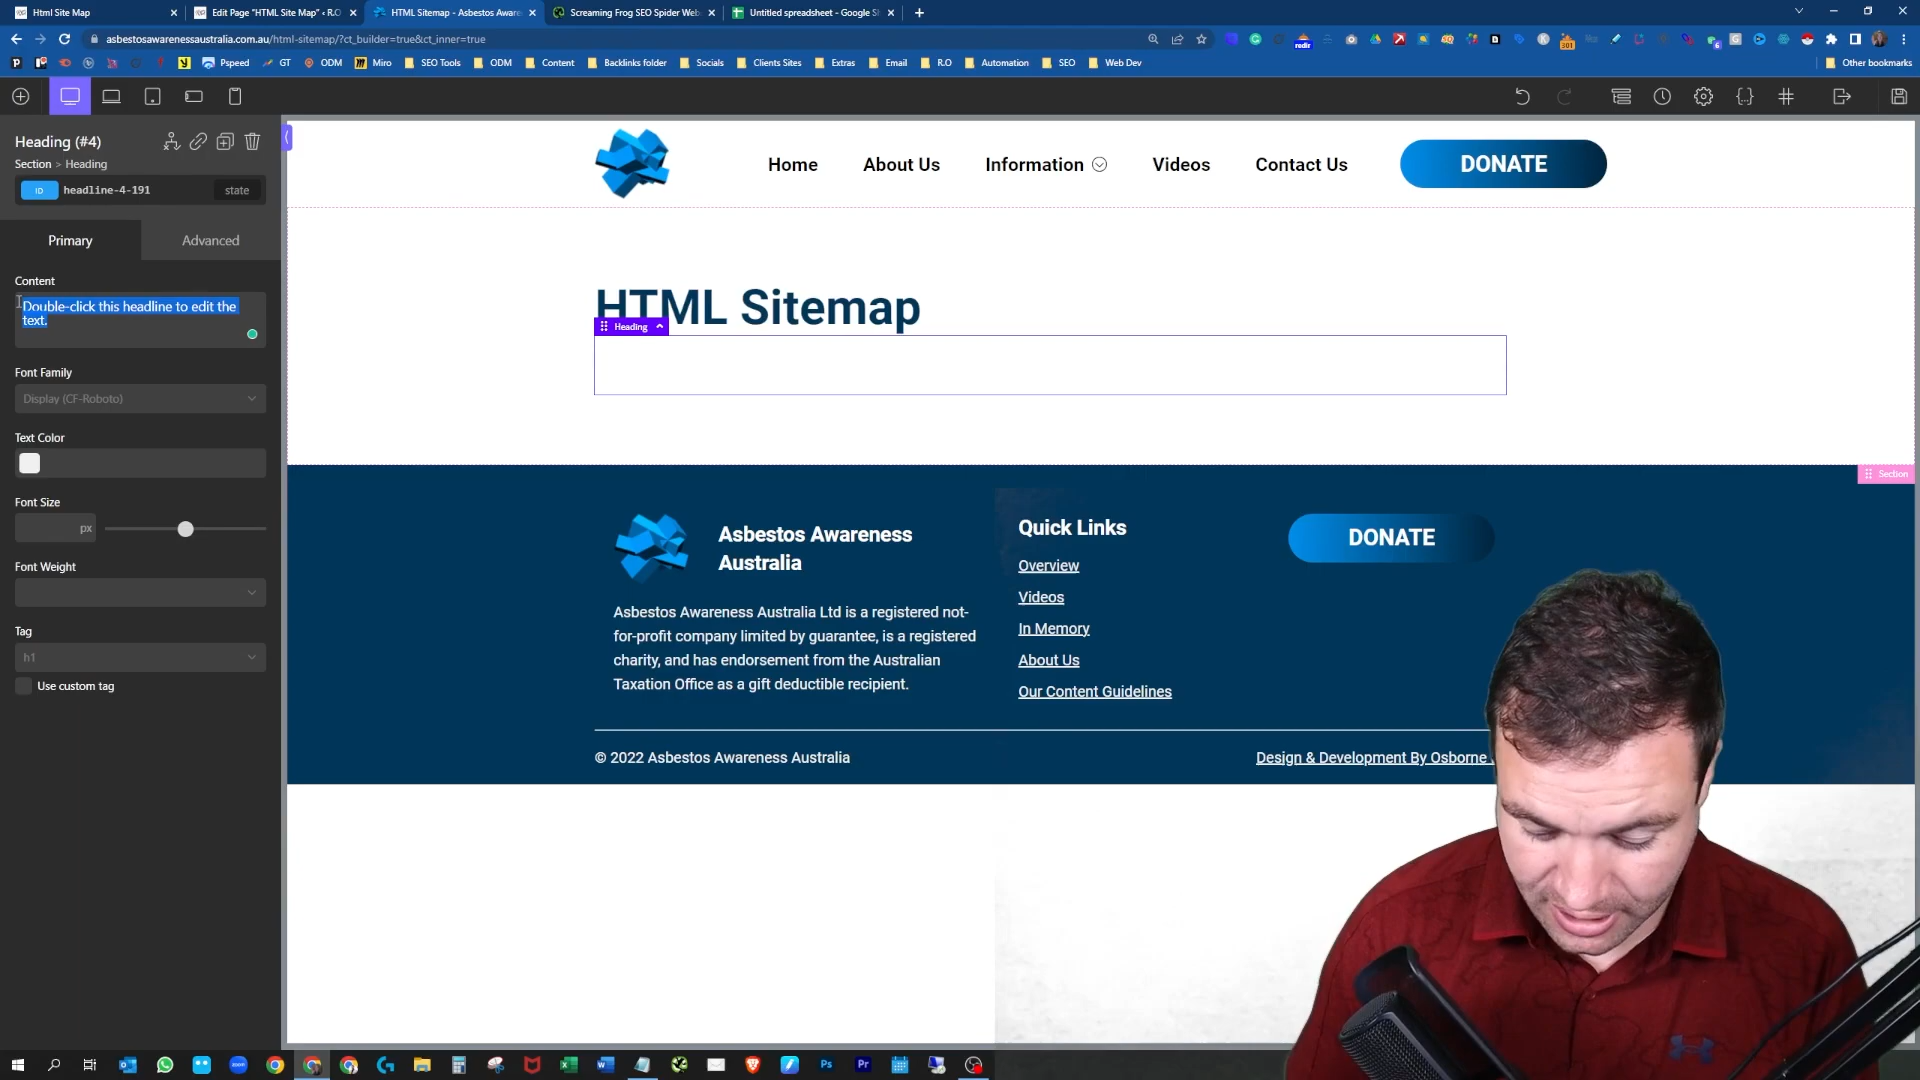 Html Site Map
Edit Page "HTML Site Map" ‹ R.O
HTML Sitemap - Asbestos Aware
Screaming Frog SEO Spider Web
Untitled spreadsheet - Google S
asbestosawarenessaustralia.com.au/html-sitemap/?ct_builder=true&ct_inner=true
Pspeed
GT
ODM
Miro
SEO Tools
ODM
Content
Backlinks folder
Socials
Clients Sites
Extras
Email
R.O
Automation
SEO
Web Dev
Other bookmarks
Heading (#4)
Section > Heading
ID
headline-4-191
state
Primary
Advanced
Content
Double-click this headline to edit the
text.
Font Family
Display (CF-Roboto)
Text Color
Font Size
px
Font Weight
Tag
h1
Use custom tag
Home
About Us
Information
Videos
Contact Us
DONATE
HTML Sitemap
Heading
Section
Asbestos Awareness
Australia
Asbestos Awareness Australia Ltd is a registered not-
for-profit company limited by guarantee, is a registered
charity, and has endorsement from the Australian
Taxation Office as a gift deductible recipient.
Quick Links
Overview
Videos
In Memory
About Us
Our Content Guidelines
DONATE
© 2022 Asbestos Awareness Australia
Design & Development By Osborne